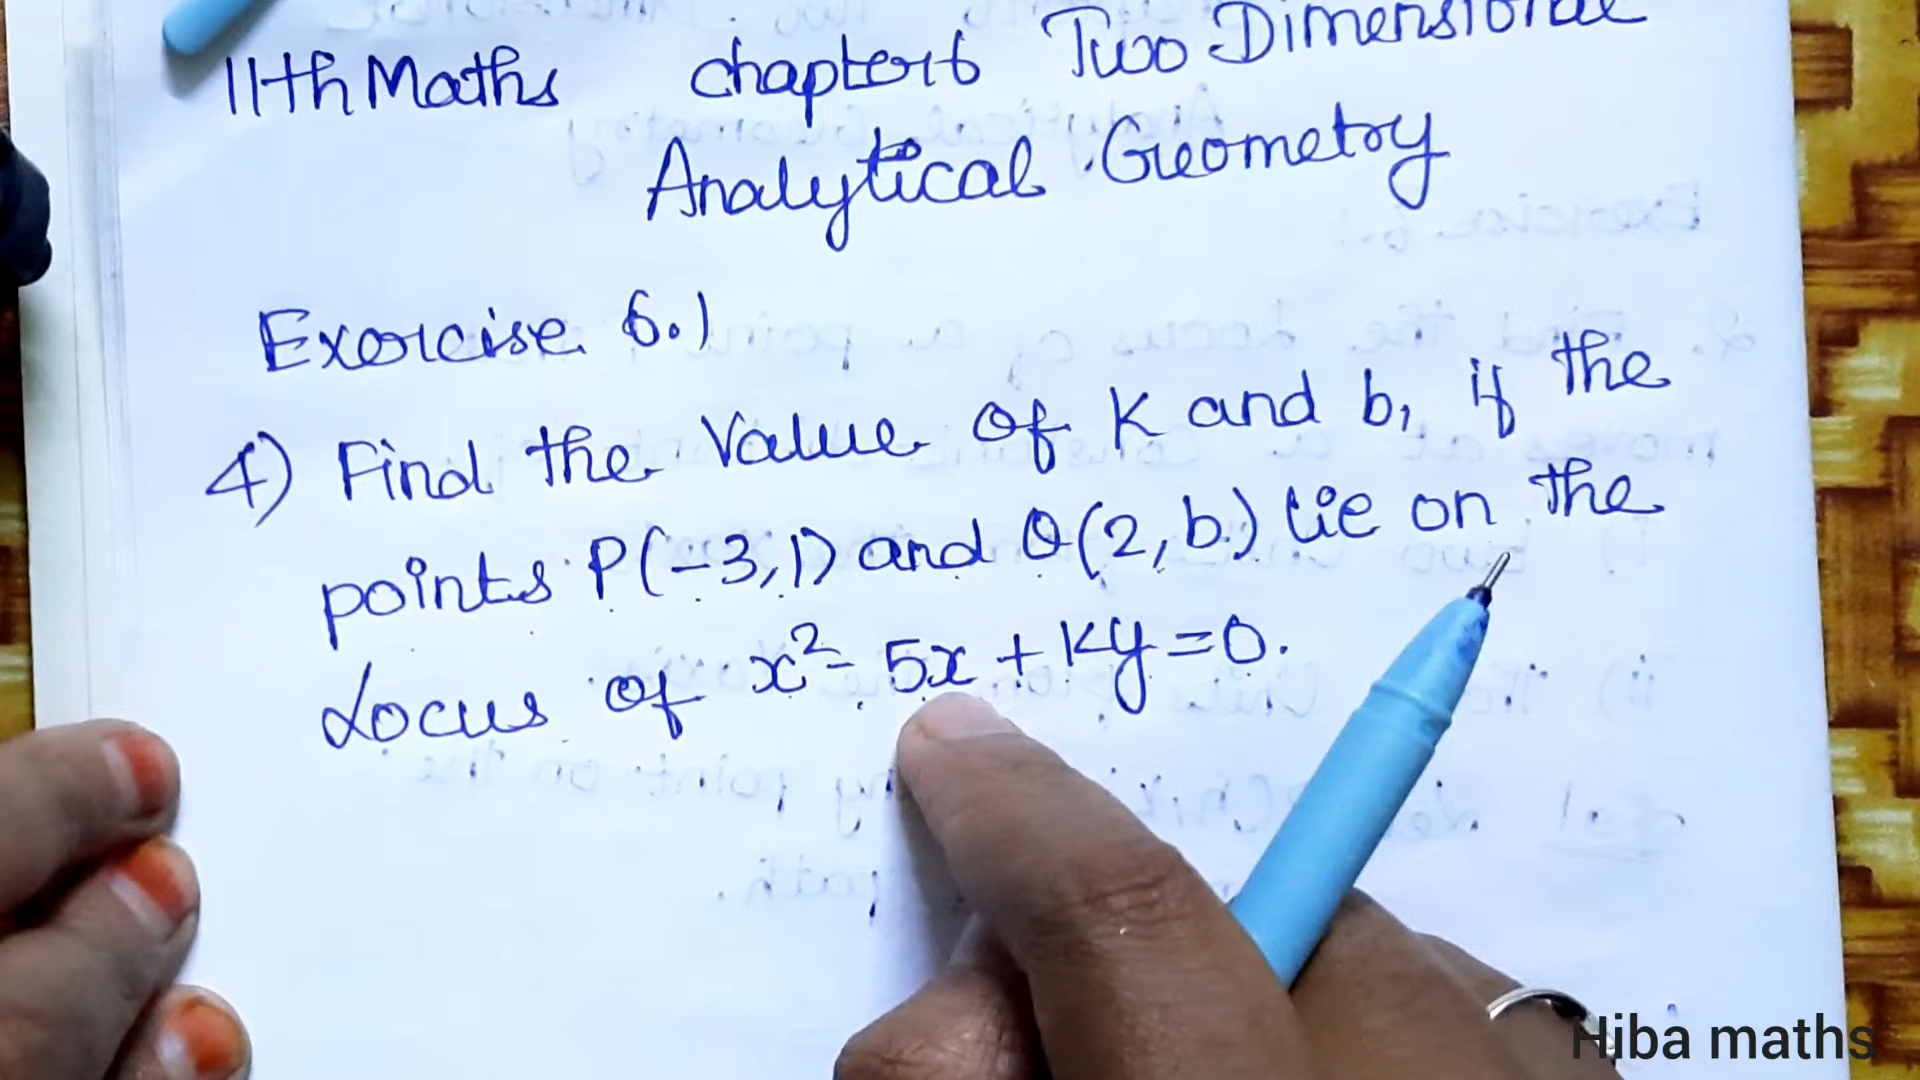 11th Maths chapter 6 Two Dimensional
Analytical Geometry
Exercise 6.1
4) Find the Value of K and b, if the
points P(-3,1) and Q(2,b) lie on the
Locus of x²- 5x + ky = 0.
Hiba maths